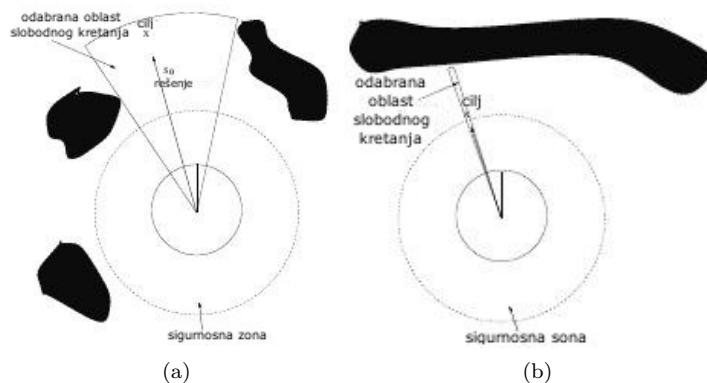 odabrana oblast
slobodnog kretanja
cilj
x
s₀
rešenje
sigurnosna zona
(a)
odabrana
oblast
slobodnog
kretanja
cilj
x
sigurnosna sona
(b)